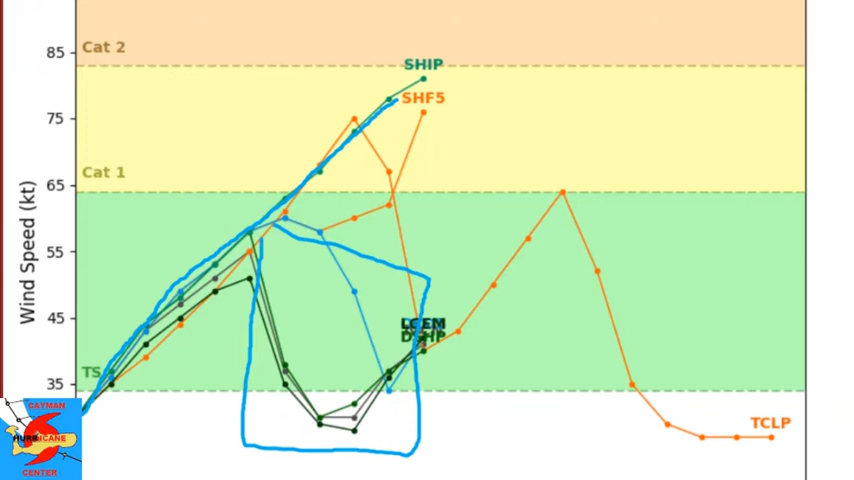 85
Cat 2
SHIP
SHF5
75
Cat 1
65
Wind Speed (kt)
55
45
LGEM
DSHP
TS
35
TCLP
CAYMAN
HURRICANE
CENTER